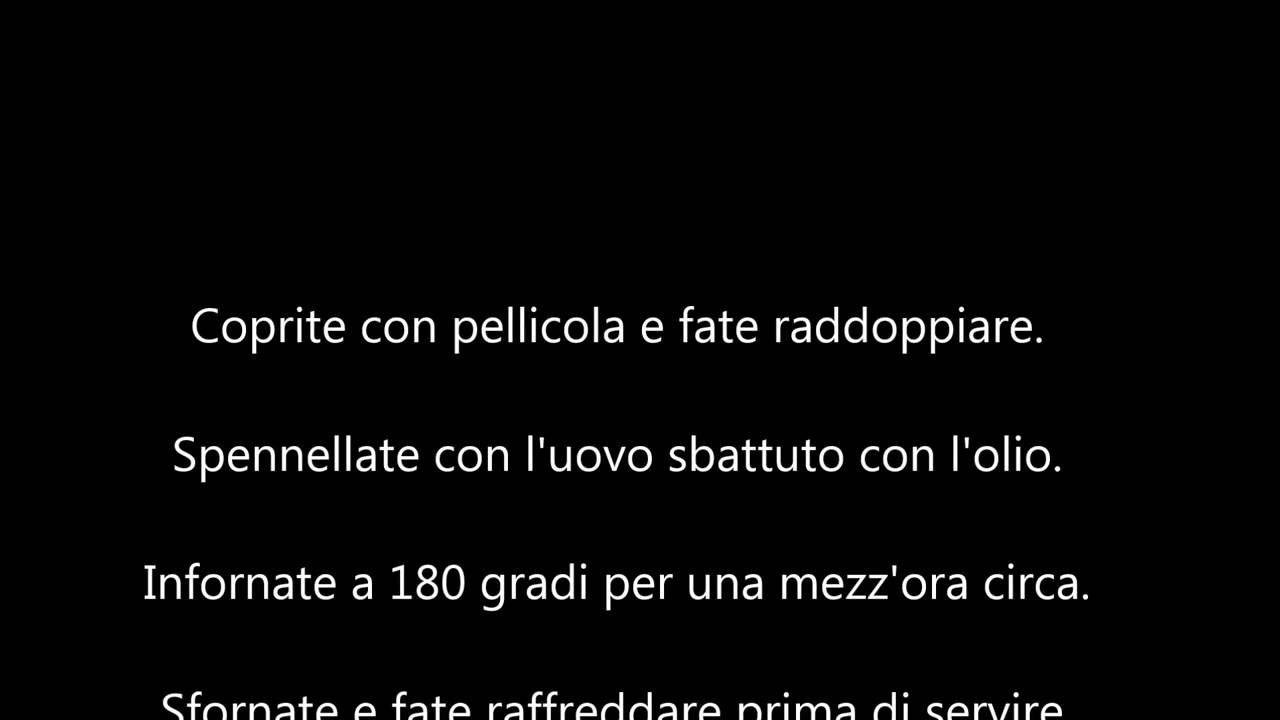 Coprite con pellicola e fate raddoppiare.
Spennellate con l'uovo sbattuto con l'olio.
Infornate a 180 gradi per una mezz'ora circa.
Sfornate e fate raffreddare prima di servire